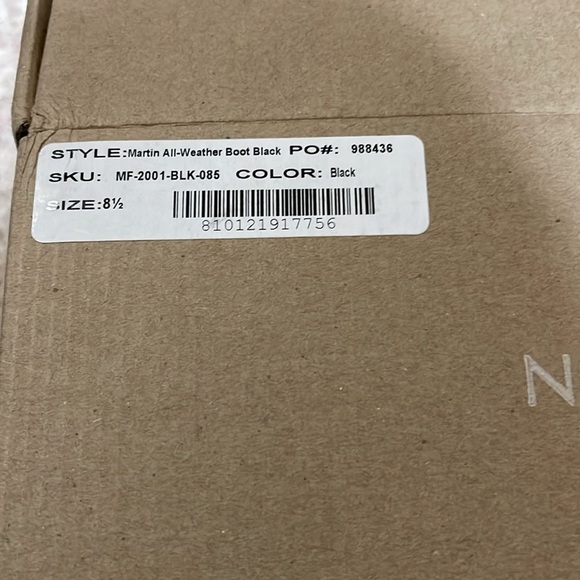 STYLE:Martin All-Weather Boot Black PO#: 988436
SKU: MF-2001-BLK-085 COLOR: Black
SIZE:8½
810121917756
N